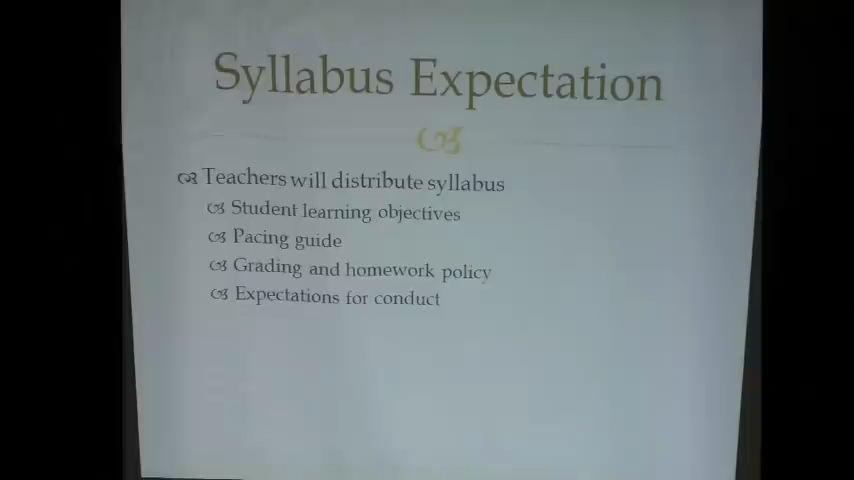 Syllabus Expectation
Teachers will distribute syllabus
Student learning objectives
Pacing guide
Grading and homework policy
Expectations for conduct